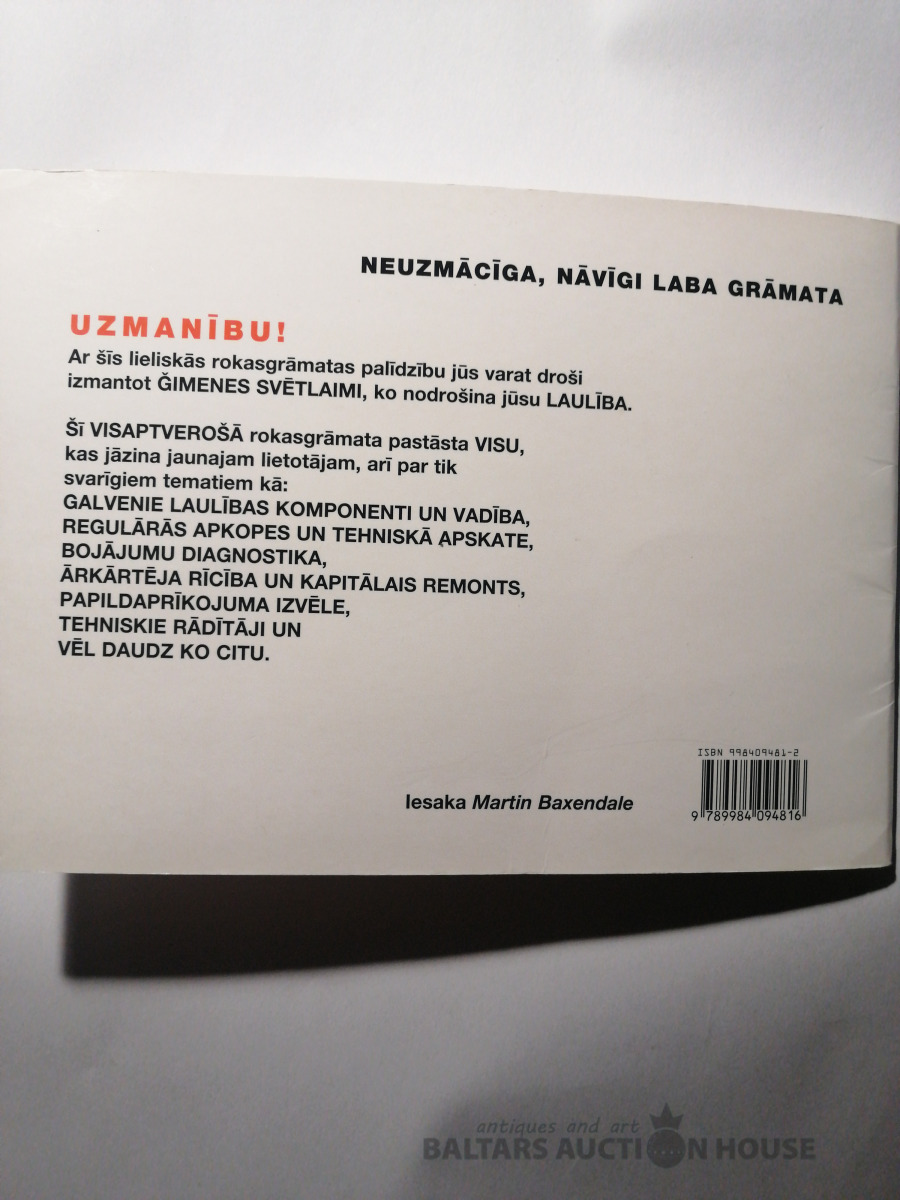 NEUZMĀCĪGA, NĀVĪGI LABA GRĀMATA
UZMANĪBU!
Ar šīs lieliskās rokasgrāmatas palīdzību jūs varat droši
izmantot ĢIMENES SVĒTLAIMI, ko nodrošina jūsu LAULĪBA.
Šī VISAPTVEROŠĀ rokasgrāmata pastāsta VISU,
kas jāzina jaunajam lietotājam, arī par tik
svarīgiem tematiem kā:
GALVENIE LAULĪBAS KOMPONENTI UN VADĪBA,
REGULĀRĀS APKOPES UN TEHNISKĀ APSKATE,
BOJĀJUMU DIAGNOSTIKA,
ĀRKĀRTĒJA RĪCĪBA UN KAPITĀLAIS REMONTS,
PAPILDAPRĪKOJUMA IZVĒLE,
TEHNISKIE RĀDĪTĀJI UN
VĒL DAUDZ KO CITU.
ISBN 998409481-2
Iesaka Martin Baxendale
9 789984 094816
antiques and art
BALTARS AUCTION HOUSE